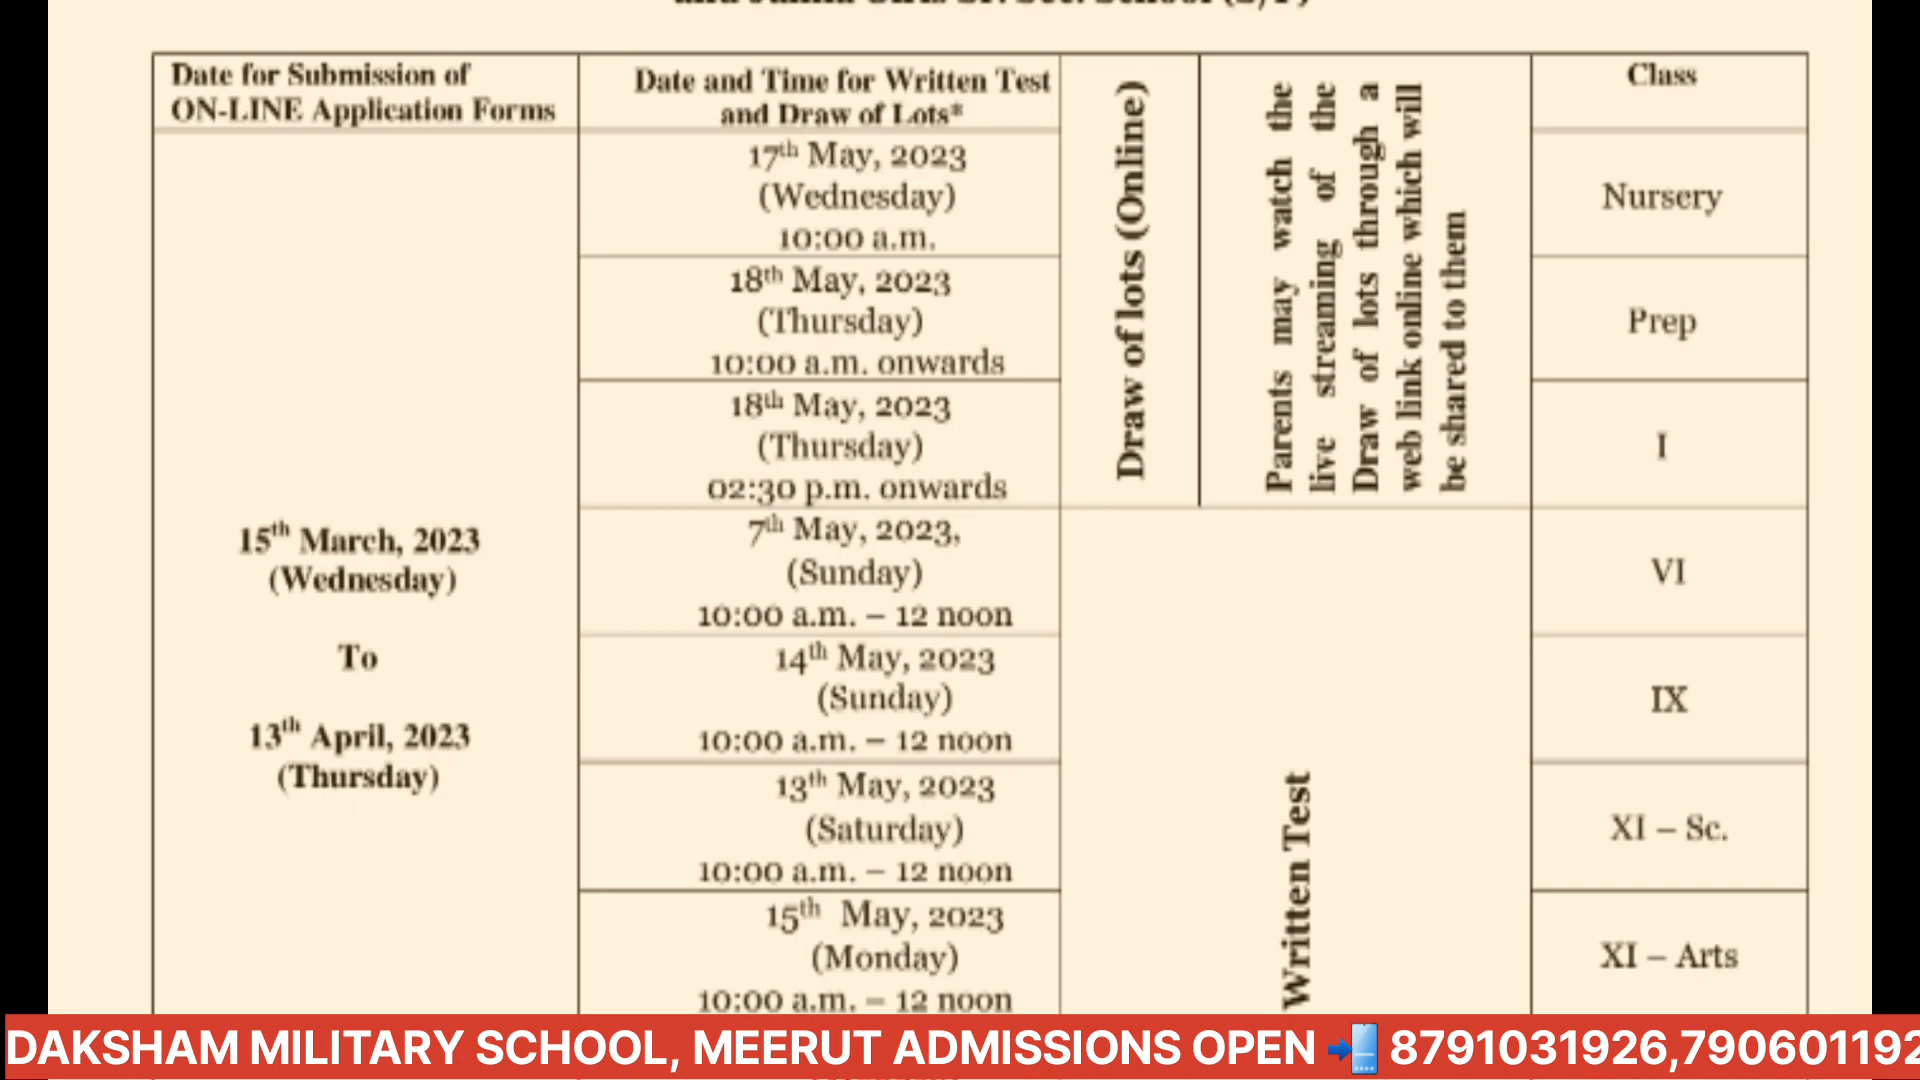 Date for Submission of
ON-LINE Application Forms
Date and Time for Written Test
and Draw of Lots*
Class
17th May, 2023
(Wednesday)
10:00 a.m.
Nursery
18th May, 2023
(Thursday)
10:00 a.m. onwards
Prep
18th May, 2023
(Thursday)
02:30 p.m. onwards
I
Draw of lots (Online)
Parents may watch the
live streaming of the
Draw of lots through a
web link online which will
be shared to them
15th March, 2023
(Wednesday)
To
13th April, 2023
(Thursday)
7th May, 2023,
(Sunday)
10:00 a.m. – 12 noon
VI
14th May, 2023
(Sunday)
10:00 a.m. – 12 noon
IX
13th May, 2023
(Saturday)
10:00 a.m. – 12 noon
XI – Sc.
15th May, 2023
(Monday)
10:00 a.m. – 12 noon
XI – Arts
Written Test
DAKSHAM MILITARY SCHOOL, MEERUT ADMISSIONS OPEN 📲 8791031926,790601192